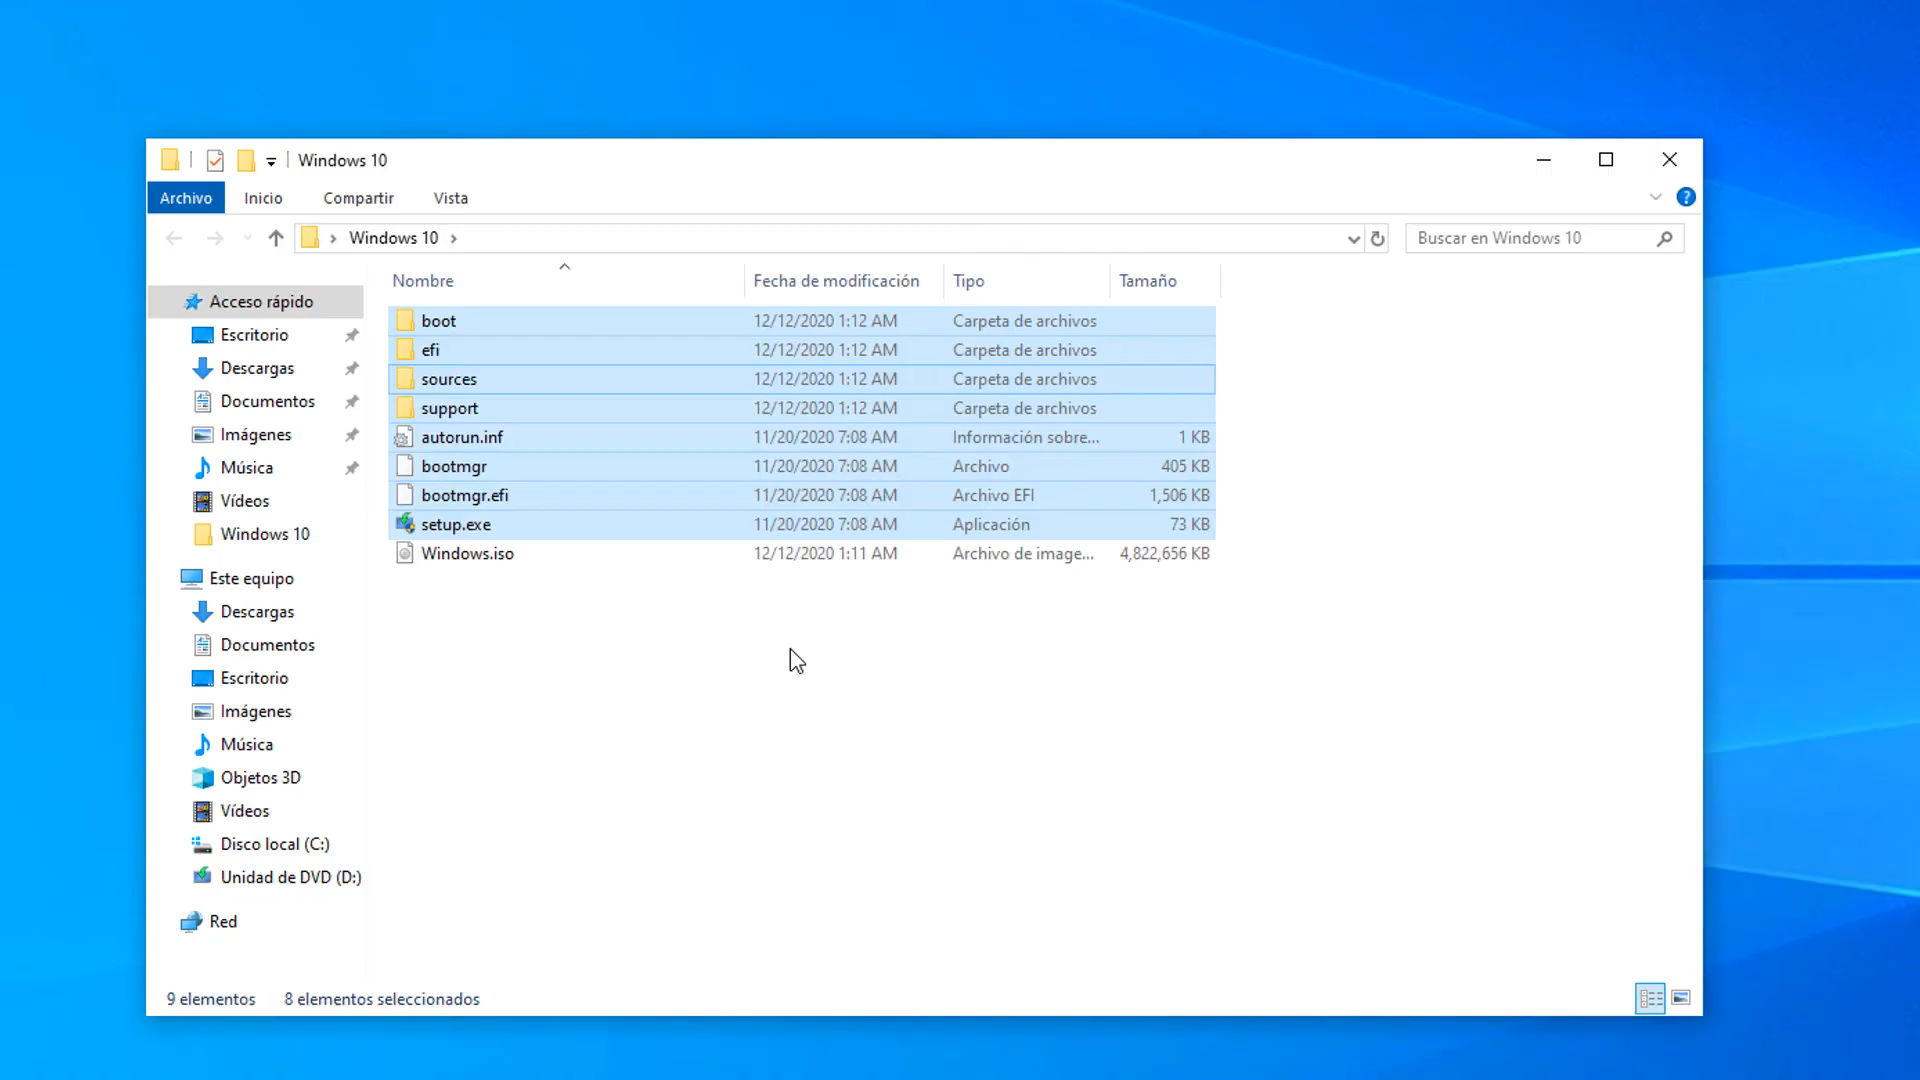 Windows 10
Archivo Inicio Compartir Vista
Windows 10 Buscar en Windows 10
Nombre Fecha de modificación Tipo Tamaño
boot 12/12/2020 1:12 AM Carpeta de archivos
efi 12/12/2020 1:12 AM Carpeta de archivos
sources 12/12/2020 1:12 AM Carpeta de archivos
support 12/12/2020 1:12 AM Carpeta de archivos
autorun.inf 11/20/2020 7:08 AM Información sobre... 1 KB
bootmgr 11/20/2020 7:08 AM Archivo 405 KB
bootmgr.efi 11/20/2020 7:08 AM Archivo EFI 1,506 KB
setup.exe 11/20/2020 7:08 AM Aplicación 73 KB
Windows.iso 12/12/2020 1:11 AM Archivo de image... 4,822,656 KB
Acceso rápido
Escritorio
Descargas
Documentos
Imágenes
Música
Vídeos
Windows 10
Este equipo
Descargas
Documentos
Escritorio
Imágenes
Música
Objetos 3D
Vídeos
Disco local (C:)
Unidad de DVD (D:)
Red
9 elementos 8 elementos seleccionados